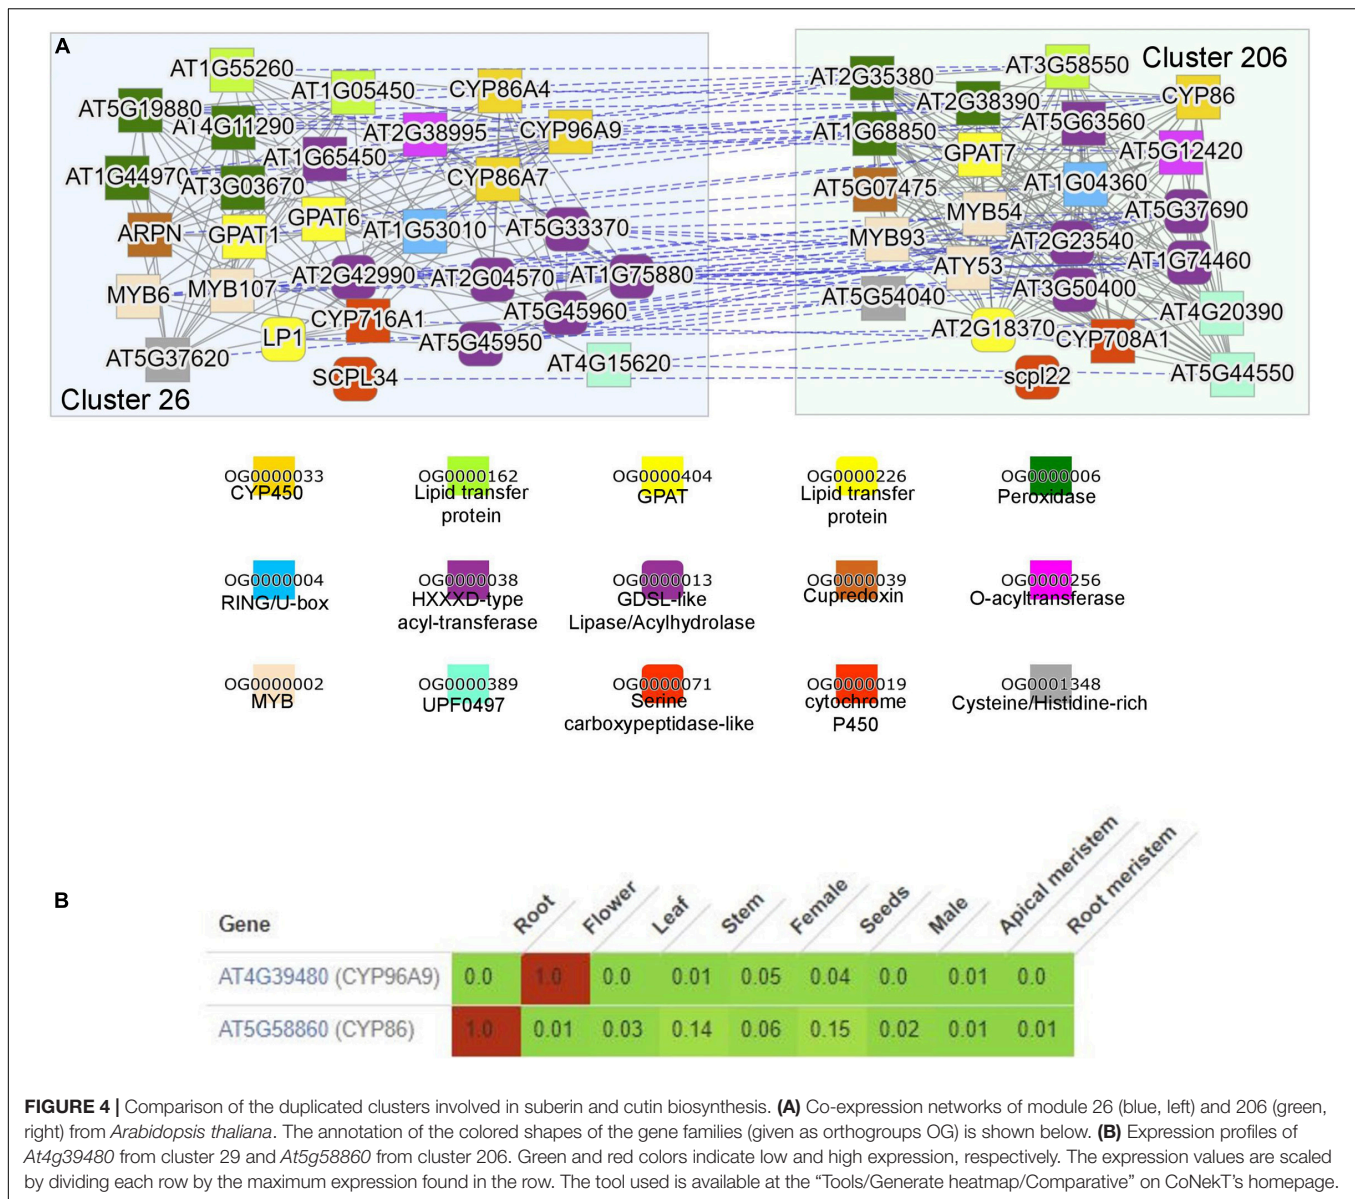 A
Cluster 206
AT1G55260
AT1G05450
CYP86A4
AT5G19880
AT4G11290
AT2G38995
CYP96A9
AT1G65450
AT1G44970
AT3G03670
CYP86A7
GPAT6
ARPN
GPAT1
AT1G53010
AT5G33370
AT2G42990
AT2G04570
AT1G75880
MYB6
MYB107
CYP716A1
AT5G45960
LP1
AT5G45950
AT5G37620
AT4G15620
SCPL34
Cluster 26
AT2G35380
AT3G58550
AT2G38390
CYP86
AT1G68850
AT5G63560
GPAT7
AT5G12420
AT5G07475
AT1G04360
MYB54
AT5G37690
MYB93
AT2G23540
ATY53
AT1G74460
AT5G54040
AT3G50400
AT4G20390
AT2G18370
CYP708A1
scpl22
AT5G44550
OG0000033
CYP450
OG0000162
Lipid transfer
protein
OG0000404
GPAT
OG0000226
Lipid transfer
protein
OG0000006
Peroxidase
OG0000004
RING/U-box
OG0000038
HXXXD-type
acyl-transferase
OG0000013
GDSL-like
Lipase/Acylhydrolase
OG0000039
Cupredoxin
OG0000256
O-acyltransferase
OG0000002
MYB
OG0000389
UPF0497
OG0000071
Serine
carboxypeptidase-like
OG0000019
cytochrome
P450
OG0001348
Cysteine/Histidine-rich
B
Gene Root Flower Leaf Stem Female Seeds Male Apical meristem Root meristem
AT4G39480 (CYP96A9) 0.0 1.0 0.0 0.01 0.05 0.04 0.0 0.01 0.0
AT5G58860 (CYP86) 1.0 0.01 0.03 0.14 0.06 0.15 0.02 0.01 0.01
FIGURE 4 | Comparison of the duplicated clusters involved in suberin and cutin biosynthesis. (A) Co-expression networks of module 26 (blue, left) and 206 (green,
right) from Arabidopsis thaliana. The annotation of the colored shapes of the gene families (given as orthogroups OG) is shown below. (B) Expression profiles of
At4g39480 from cluster 29 and At5g58860 from cluster 206. Green and red colors indicate low and high expression, respectively. The expression values are scaled
by dividing each row by the maximum expression found in the row. The tool used is available at the “Tools/Generate heatmap/Comparative” on CoNekT’s homepage.